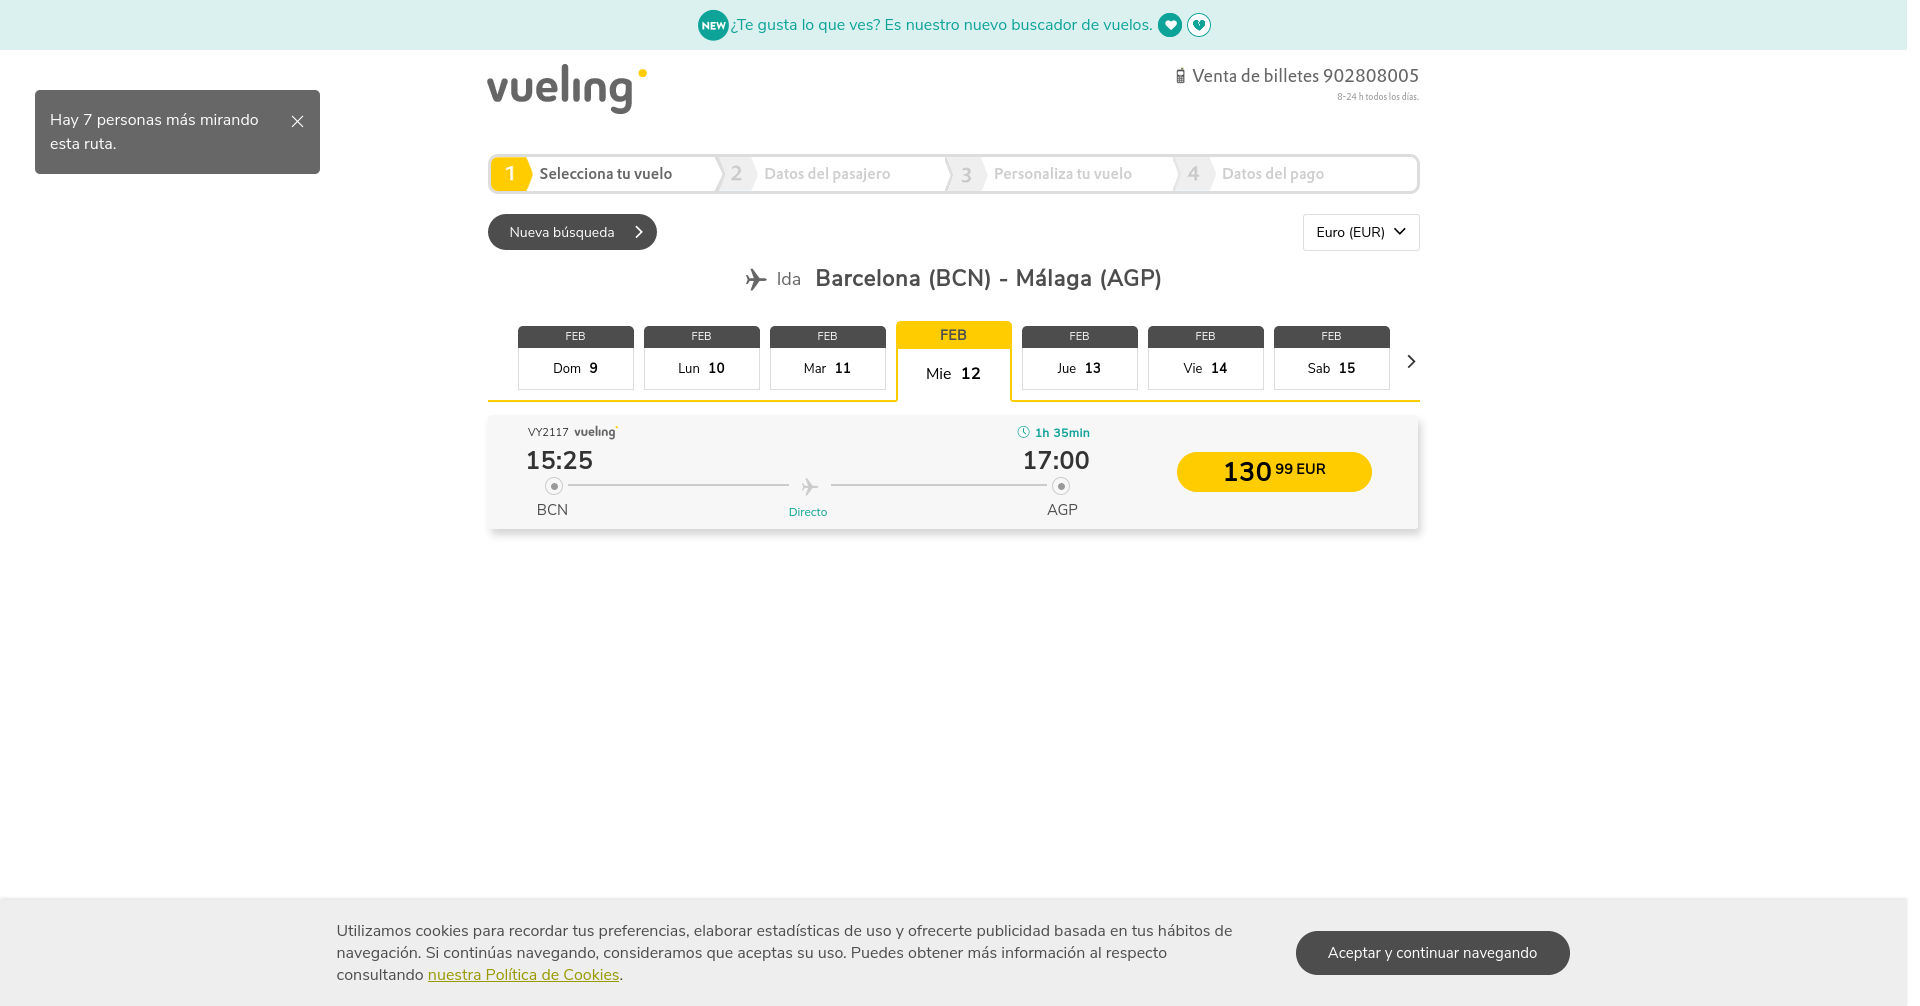 NEW ¿Te gusta lo que ves? Es nuestro nuevo buscador de vuelos.
vueling
Venta de billetes 902808005
8-24 h todos los días.
Hay 7 personas más mirando
esta ruta.
1 Selecciona tu vuelo 2 Datos del pasajero 3 Personaliza tu vuelo 4 Datos del pago
Nueva búsqueda
Euro (EUR)
Ida Barcelona (BCN) - Málaga (AGP)
FEB FEB FEB FEB FEB FEB FEB
Dom 9 Lun 10 Mar 11 Mie 12 Jue 13 Vie 14 Sab 15
VY2117 vueling 1h 35min
15:25 17:00
130 99 EUR
BCN Directo AGP
Utilizamos cookies para recordar tus preferencias, elaborar estadísticas de uso y ofrecerte publicidad basada en tus hábitos de
navegación. Si continúas navegando, consideramos que aceptas su uso. Puedes obtener más información al respecto
consultando nuestra Política de Cookies.
Aceptar y continuar navegando